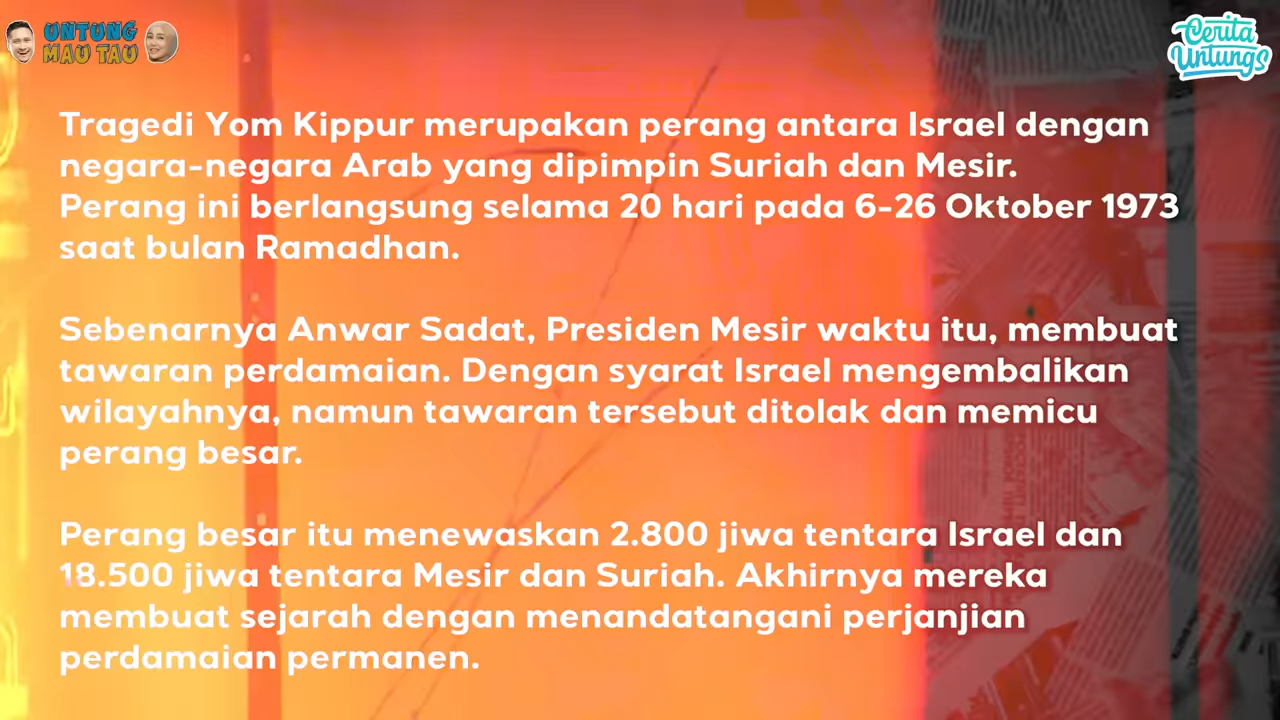 UNTUNG
MAU TAU
Cerita
Untungs
Tragedi Yom Kippur merupakan perang antara Israel dengan
negara-negara Arab yang dipimpin Suriah dan Mesir.
Perang ini berlangsung selama 20 hari pada 6-26 Oktober 1973
saat bulan Ramadhan.
Sebenarnya Anwar Sadat, Presiden Mesir waktu itu, membuat
tawaran perdamaian. Dengan syarat Israel mengembalikan
wilayahnya, namun tawaran tersebut ditolak dan memicu
perang besar.
Perang besar itu menewaskan 2.800 jiwa tentara Israel dan
18.500 jiwa tentara Mesir dan Suriah. Akhirnya mereka
membuat sejarah dengan menandatangani perjanjian
perdamaian permanen.